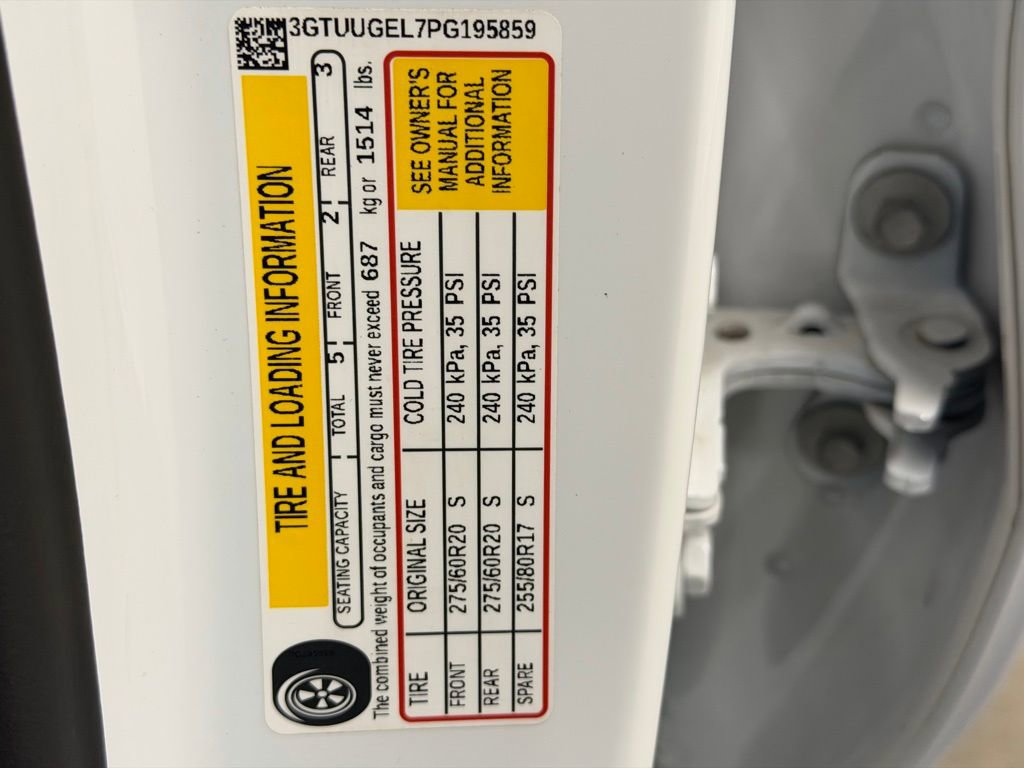 3GTUUGEL7PG195859
TIRE AND LOADING INFORMATION
SEATING CAPACITY TOTAL 5 FRONT 2 REAR 3
The combined weight of occupants and cargo must never exceed 687 kg or 1514 lbs.
TIRE ORIGINAL SIZE COLD TIRE PRESSURE
FRONT 275/60R20 S 240 kPa, 35 PSI
REAR 275/60R20 S 240 kPa, 35 PSI
SPARE 255/80R17 S 240 kPa, 35 PSI
SEE OWNER'S
MANUAL FOR
ADDITIONAL
INFORMATION